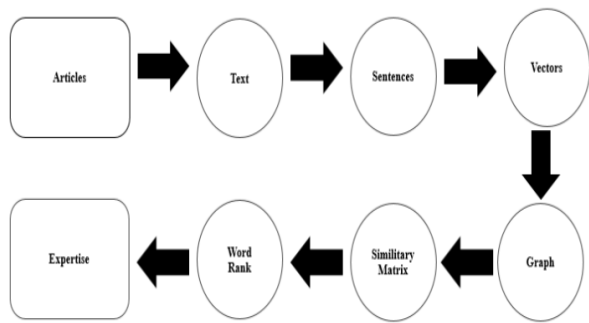 Articles
Text
Sentences
Vectors
Expertise
Word
Rank
Similitary
Matrix
Graph